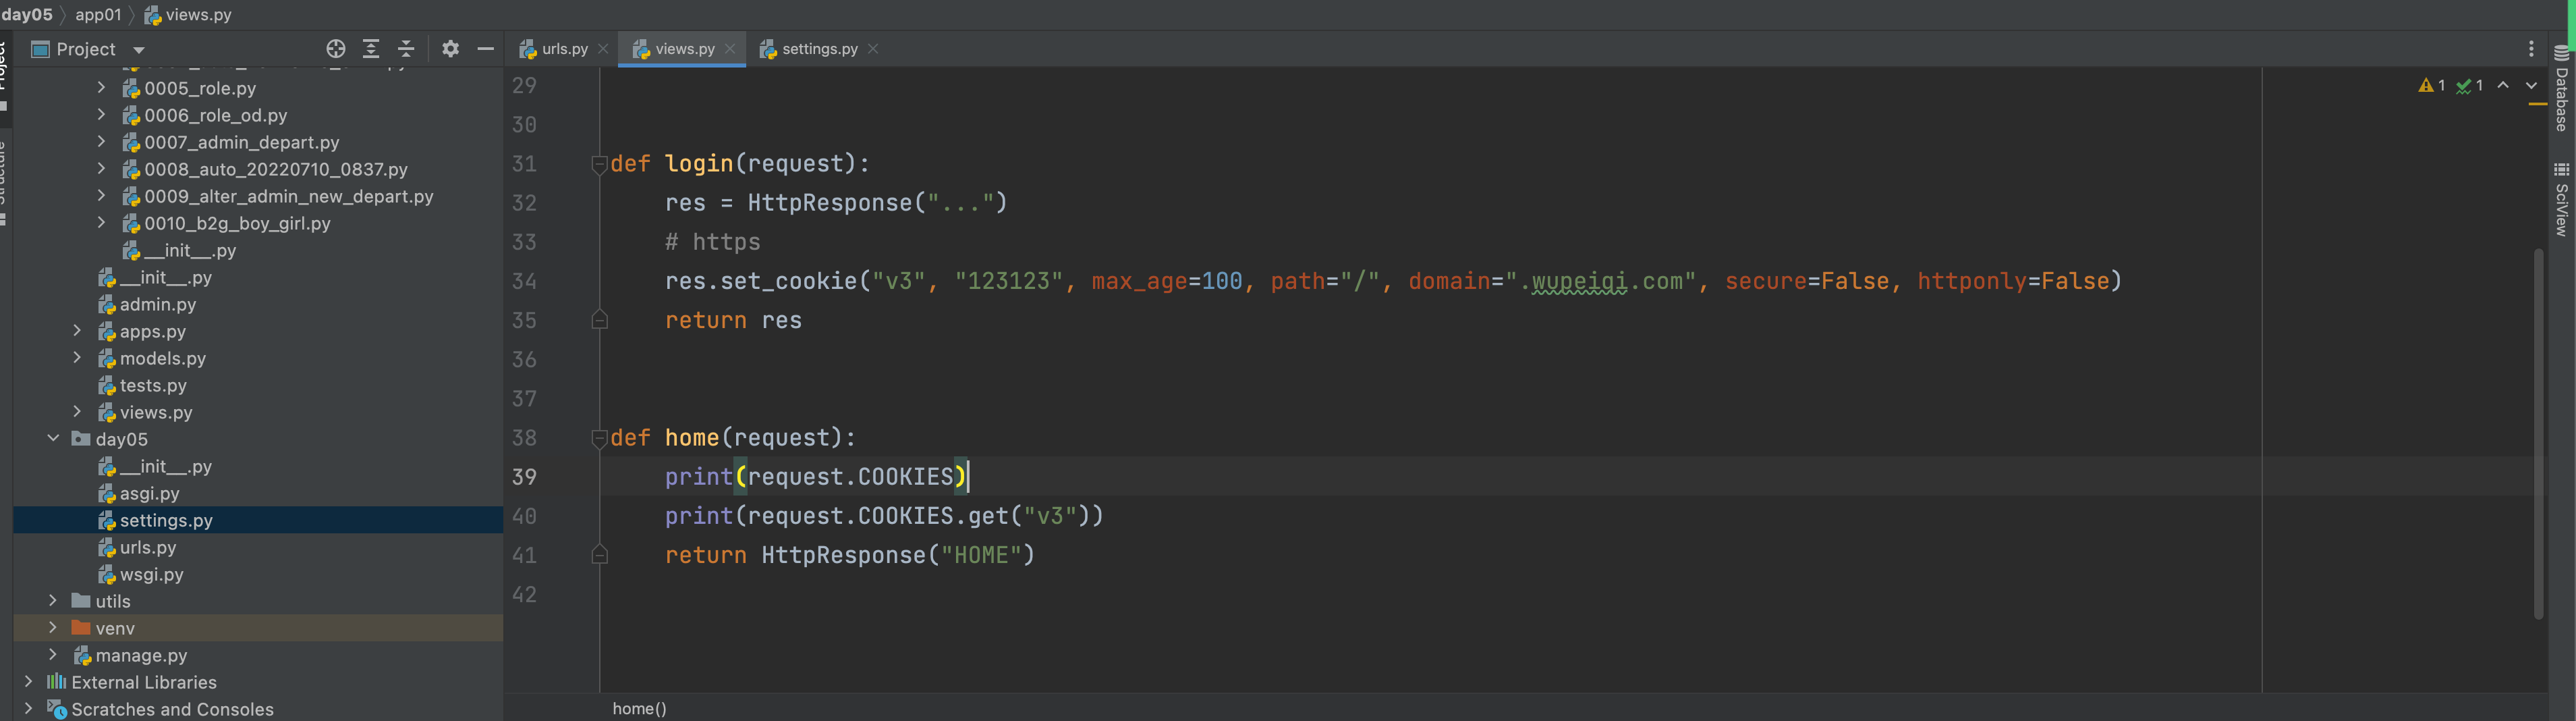 day05 app01 views.py
Project
urls.py views.py settings.py
0005_role.py
0006_role_od.py
0007_admin_depart.py
0008_auto_20220710_0837.py
0009_alter_admin_new_depart.py
0010_b2g_boy_girl.py
__init__.py
__init__.py
admin.py
apps.py
models.py
tests.py
views.py
day05
__init__.py
asgi.py
settings.py
urls.py
wsgi.py
utils
venv
manage.py
External Libraries
Scratches and Consoles
29
30
31 def login(request):
32 res = HttpResponse("...")
33 # https
34 res.set_cookie("v3", "123123", max_age=100, path="/", domain=".wupeiqi.com", secure=False, httponly=False)
35 return res
36
37
38 def home(request):
39 print(request.COOKIES)
40 print(request.COOKIES.get("v3"))
41 return HttpResponse("HOME")
42
home()
1 1
Database
SciView